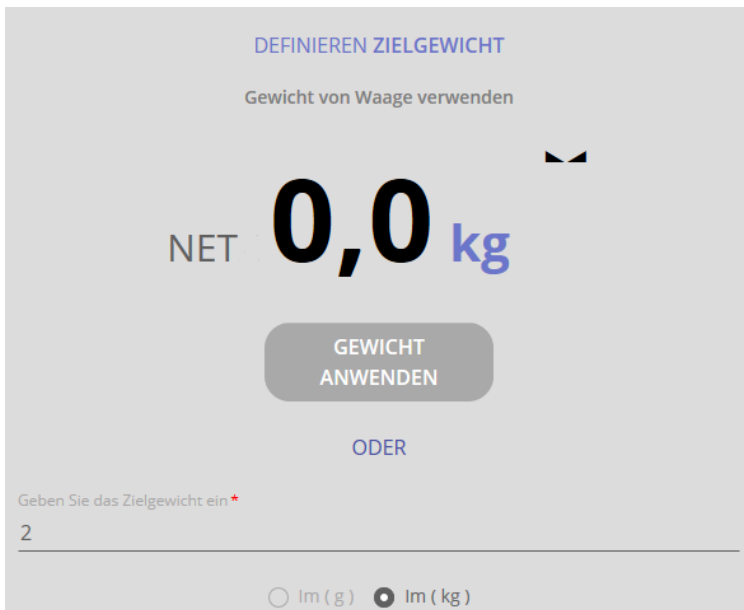 DEFINIEREN ZIELGEWICHT
Gewicht von Waage verwenden
NET 0,0 kg
GEWICHT
ANWENDEN
ODER
Geben Sie das Zielgewicht ein *
2
Im ( g ) Im ( kg )